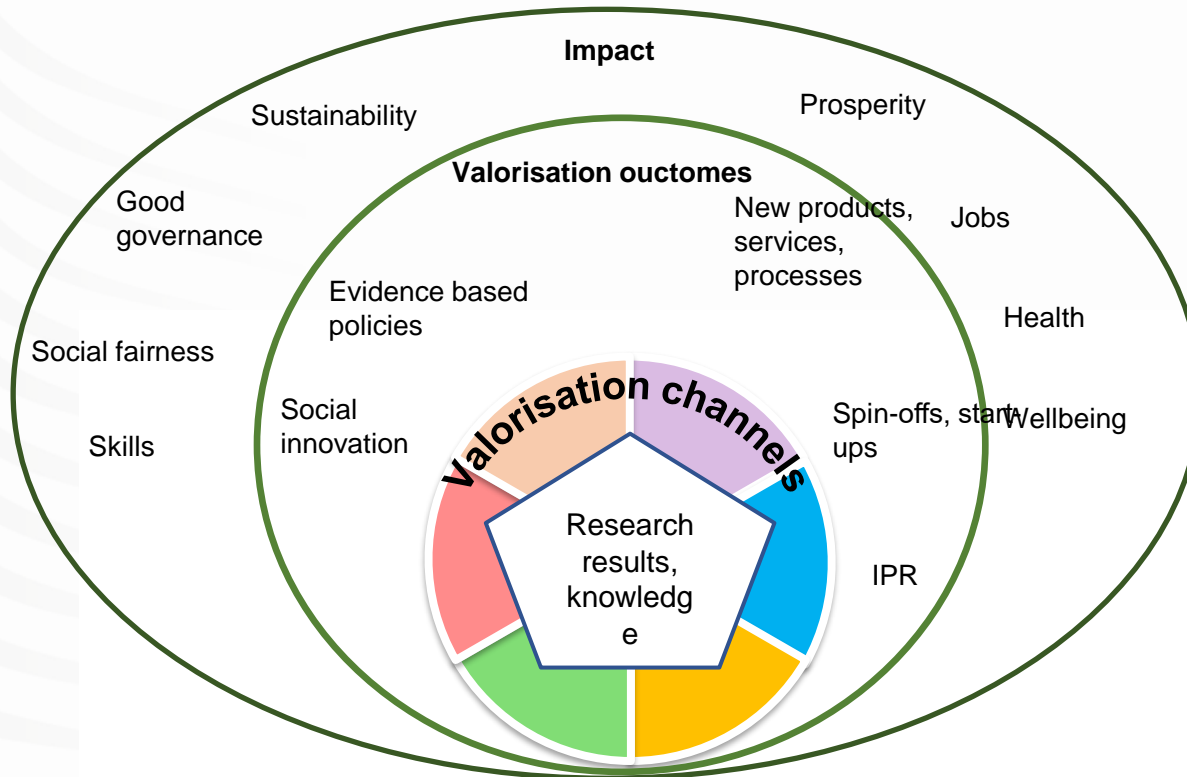 Impact
Sustainability
Prosperity
Valorisation ouctomes
Good
governance
New products,
services,
processes
Jobs
Evidence based
policies
Health
Social fairness
Social
innovation
Spin-offs, start-
ups
Wellbeing
Skills
Valorisation channels
Research
results,
knowledg
e
IPR